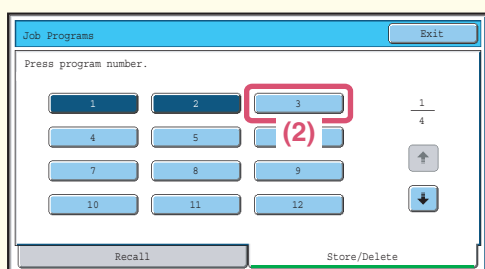 Job Programs Exit
Press program number.
1 2 3 1
4 5 (2) 4
7 8 9
10 11 12
Recall Store/Delete